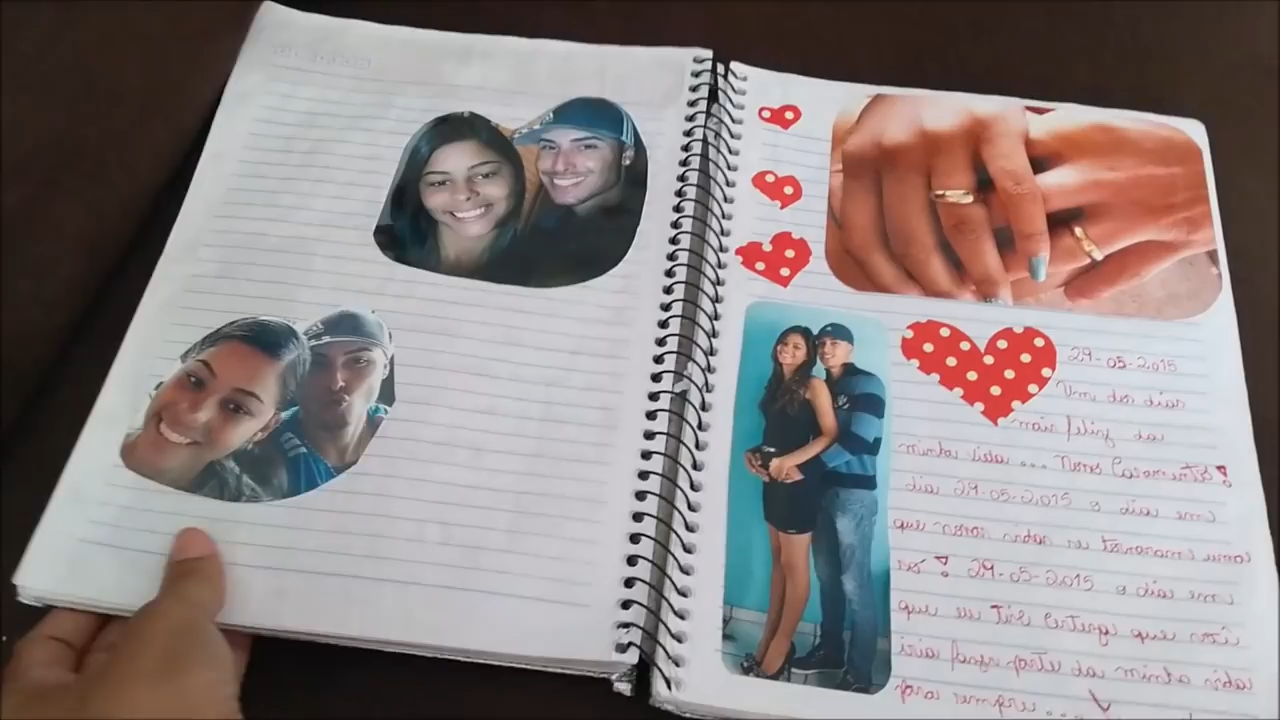 29-05-2015
Um dos dias
mais feliz da
minha vida... Nosso Casamento!
dia 29-05-2015 o dia em
que nossas vidas se tornaram uma
só! 29-05-2015 o dia em
que eu tive Certeza que você
iria fazer parte da minha vida
para sempre...